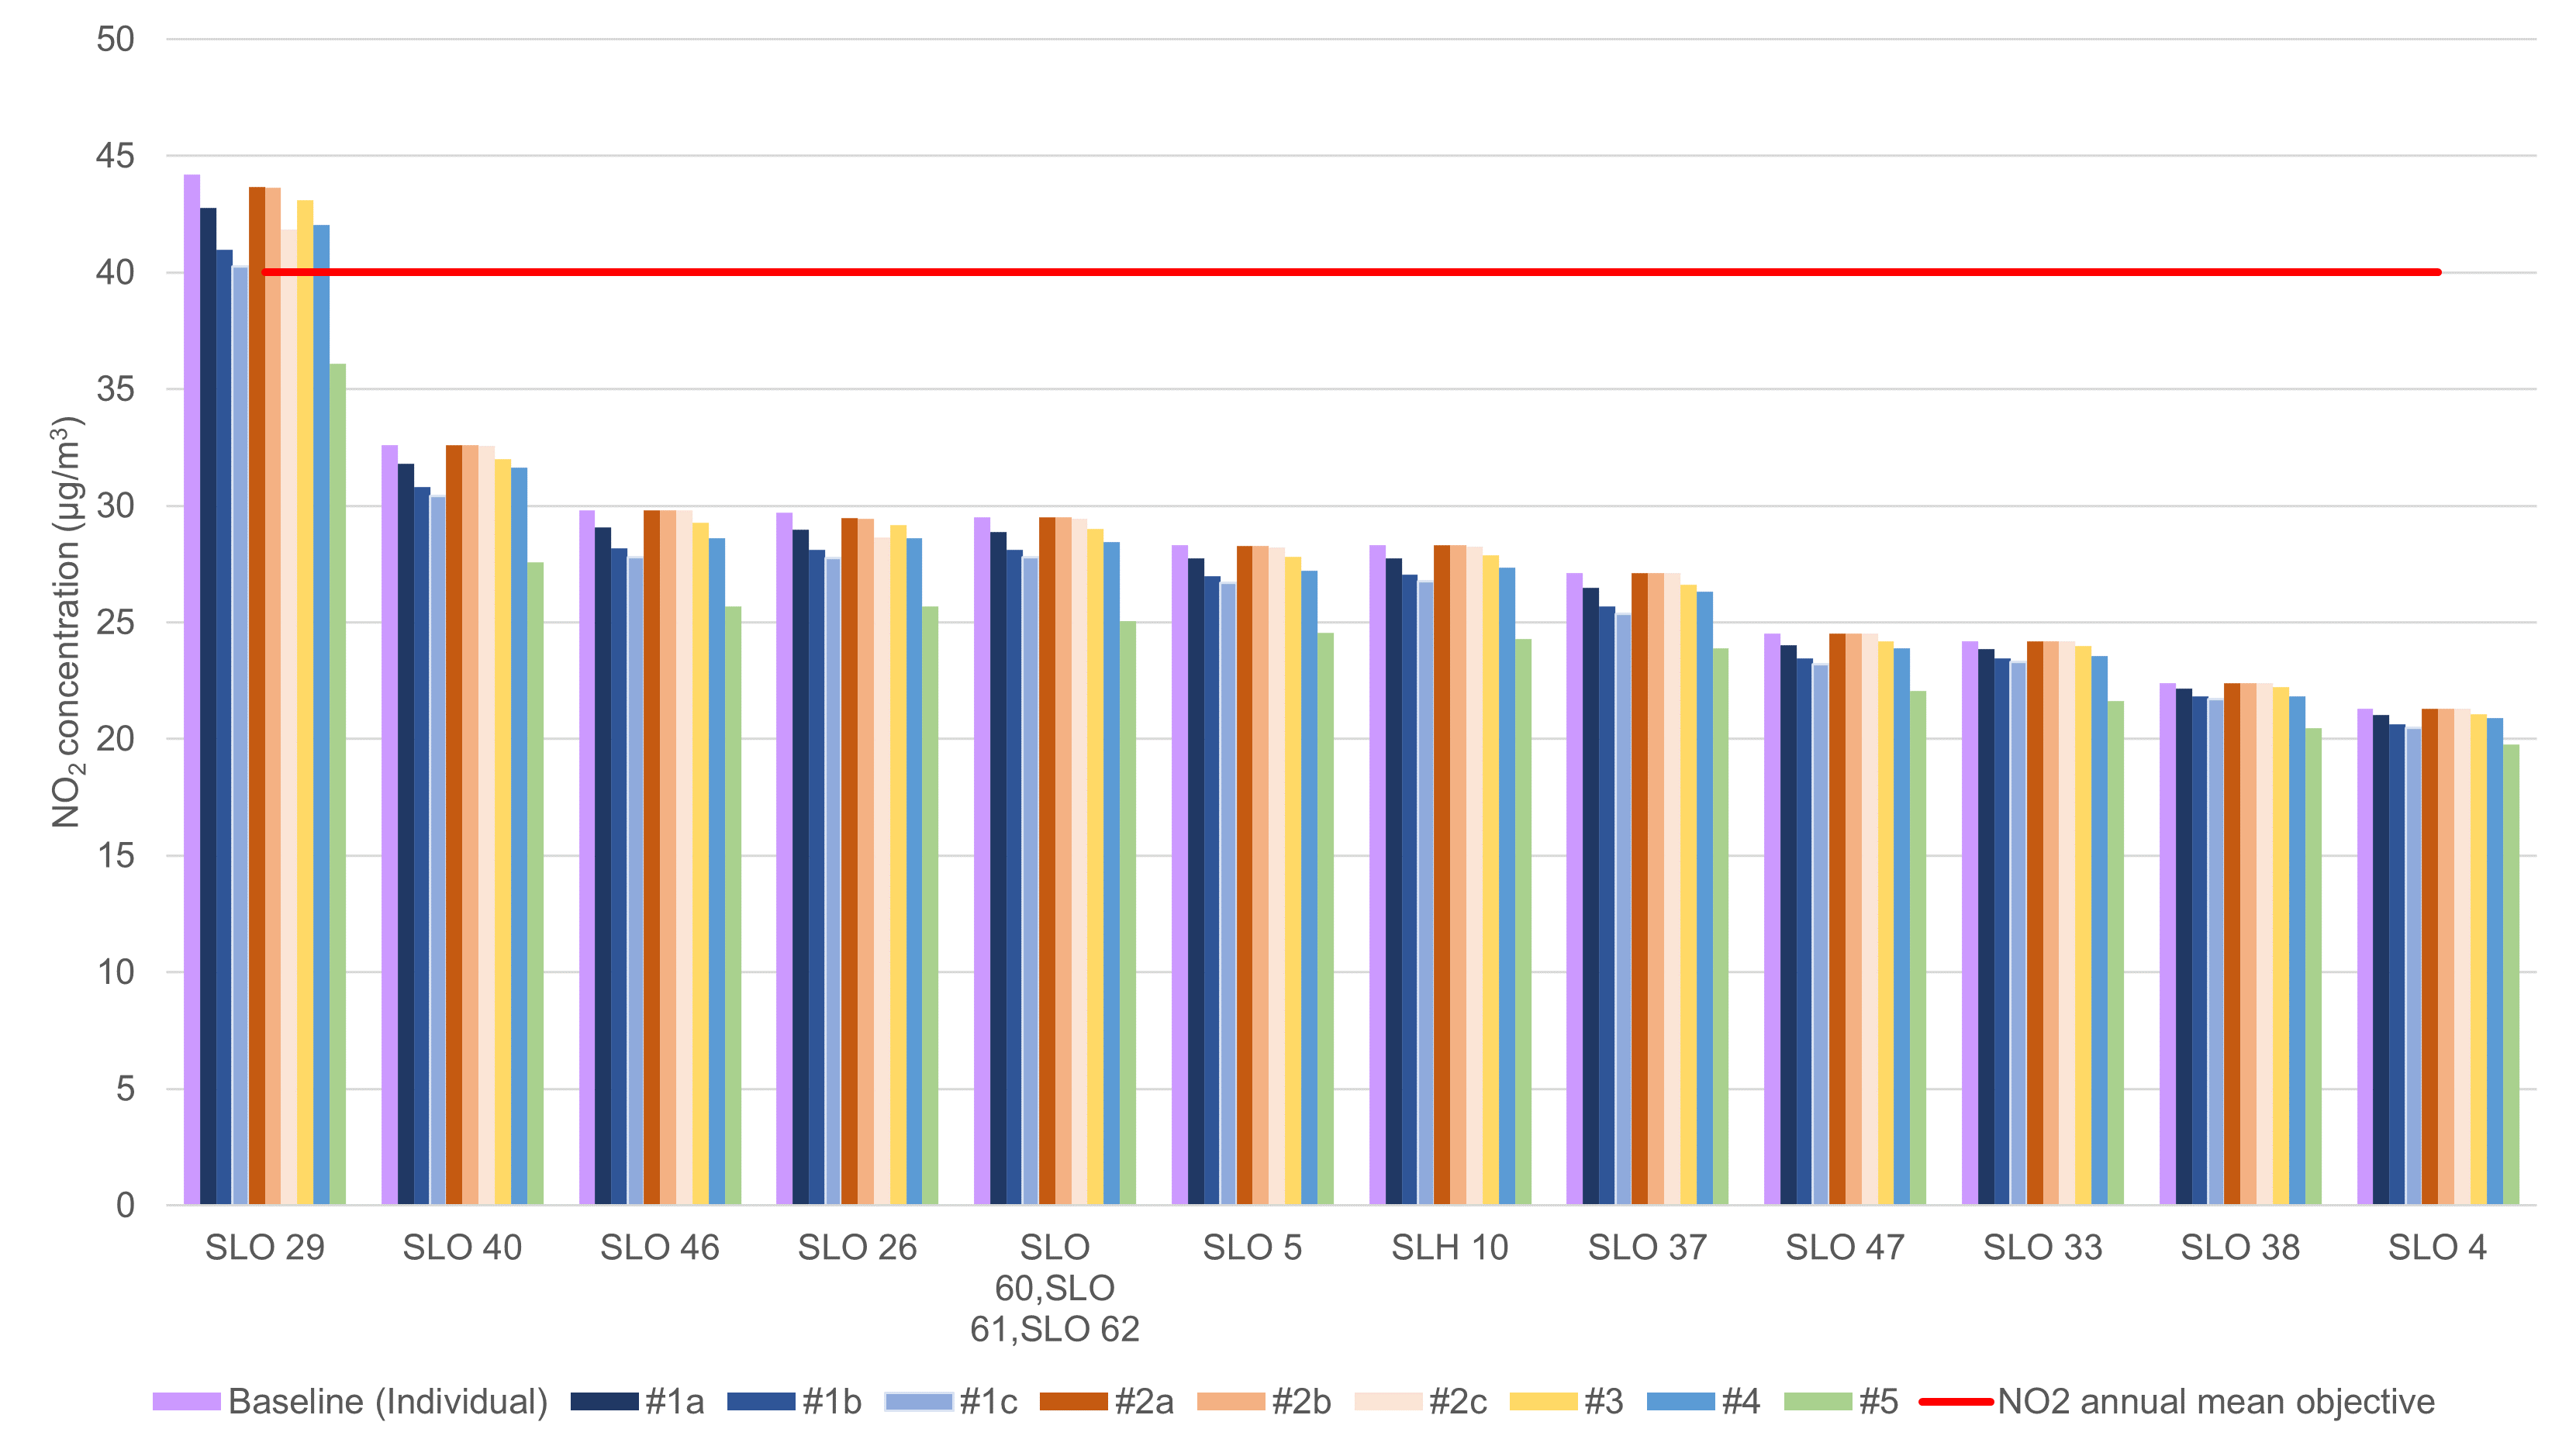 50
45
40
35
30
25
20
15
10
5
0
NO₂ concentration (µg/m³)
SLO 29
SLO 40
SLO 46
SLO 26
SLO
60,SLO
61,SLO 62
SLO 5
SLH 10
SLO 37
SLO 47
SLO 33
SLO 38
SLO 4
Baseline (Individual) #1a #1b #1c #2a #2b #2c #3 #4 #5 NO2 annual mean objective